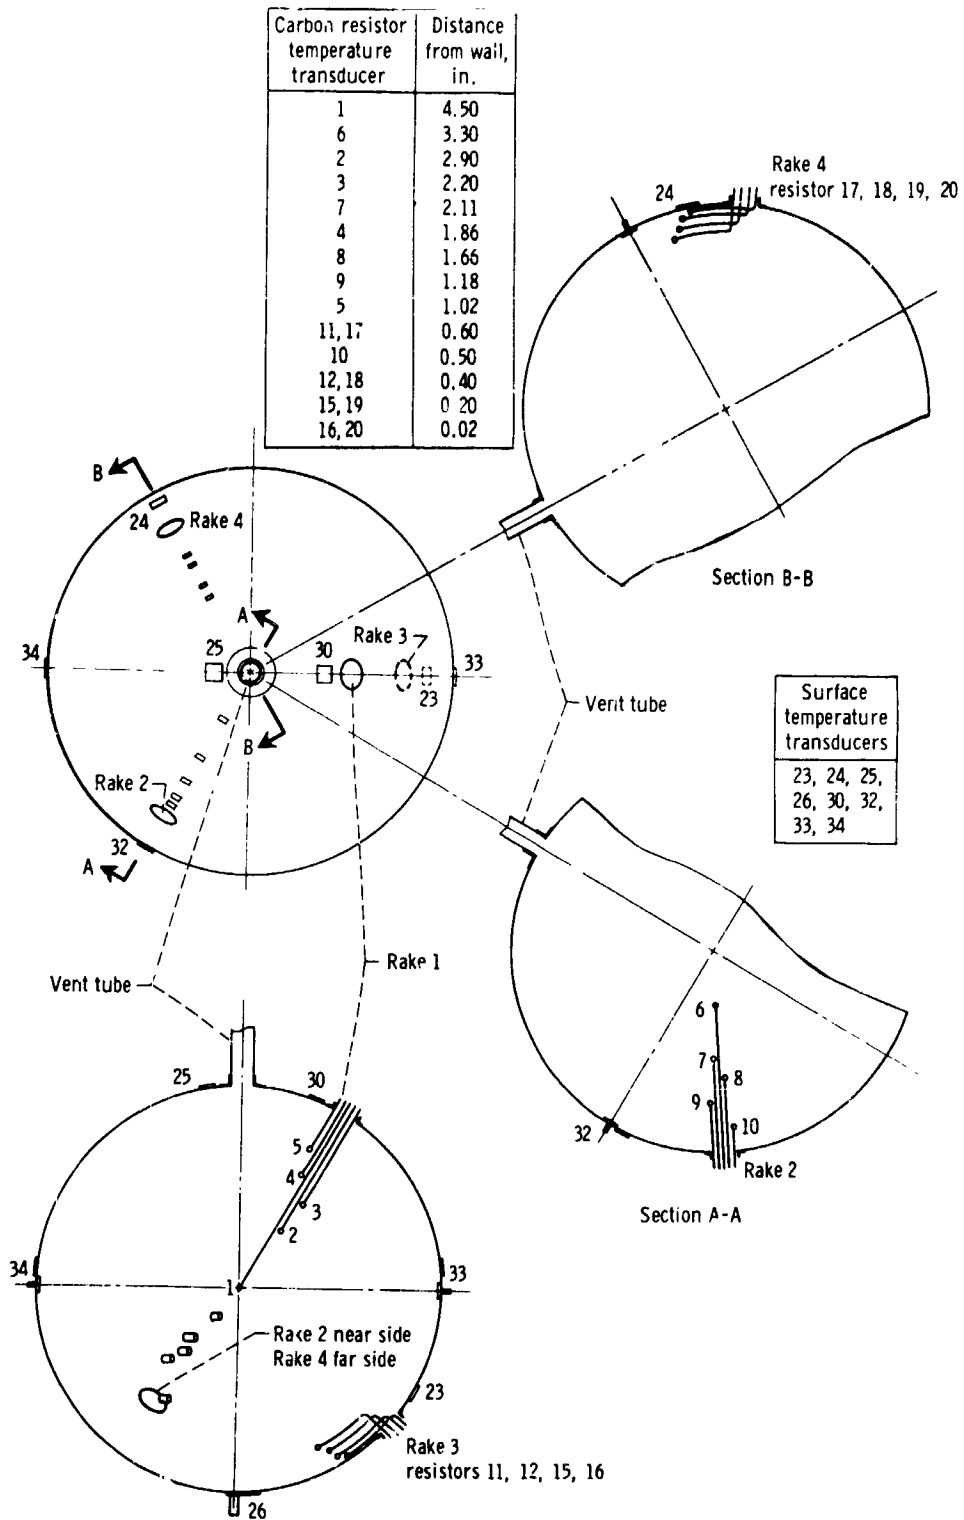 Carbon resistor temperature transducer | Distance from wall, in.
1 4.50
6 3.30
2 2.90
3 2.20
7 2.11
4 1.86
8 1.66
9 1.18
5 1.02
11, 17 0.60
10 0.50
12, 18 0.40
15, 19 0 20
16, 20 0.02
24
Rake 4
resistor 17, 18, 19, 20
Section B-B
B
24
Rake 4
A
25
30
Rake 3
34
33
23
B
Rake 2
32
A
Vent tube
Surface
temperature
transducers
23, 24, 25,
26, 30, 32,
33, 34
Vent tube
Rake 1
6
7
8
9
10
32
Rake 2
Section A-A
25
30
5
4
3
2
34
1
33
Rake 2 near side
Rake 4 far side
23
Rake 3
resistors 11, 12, 15, 16
26